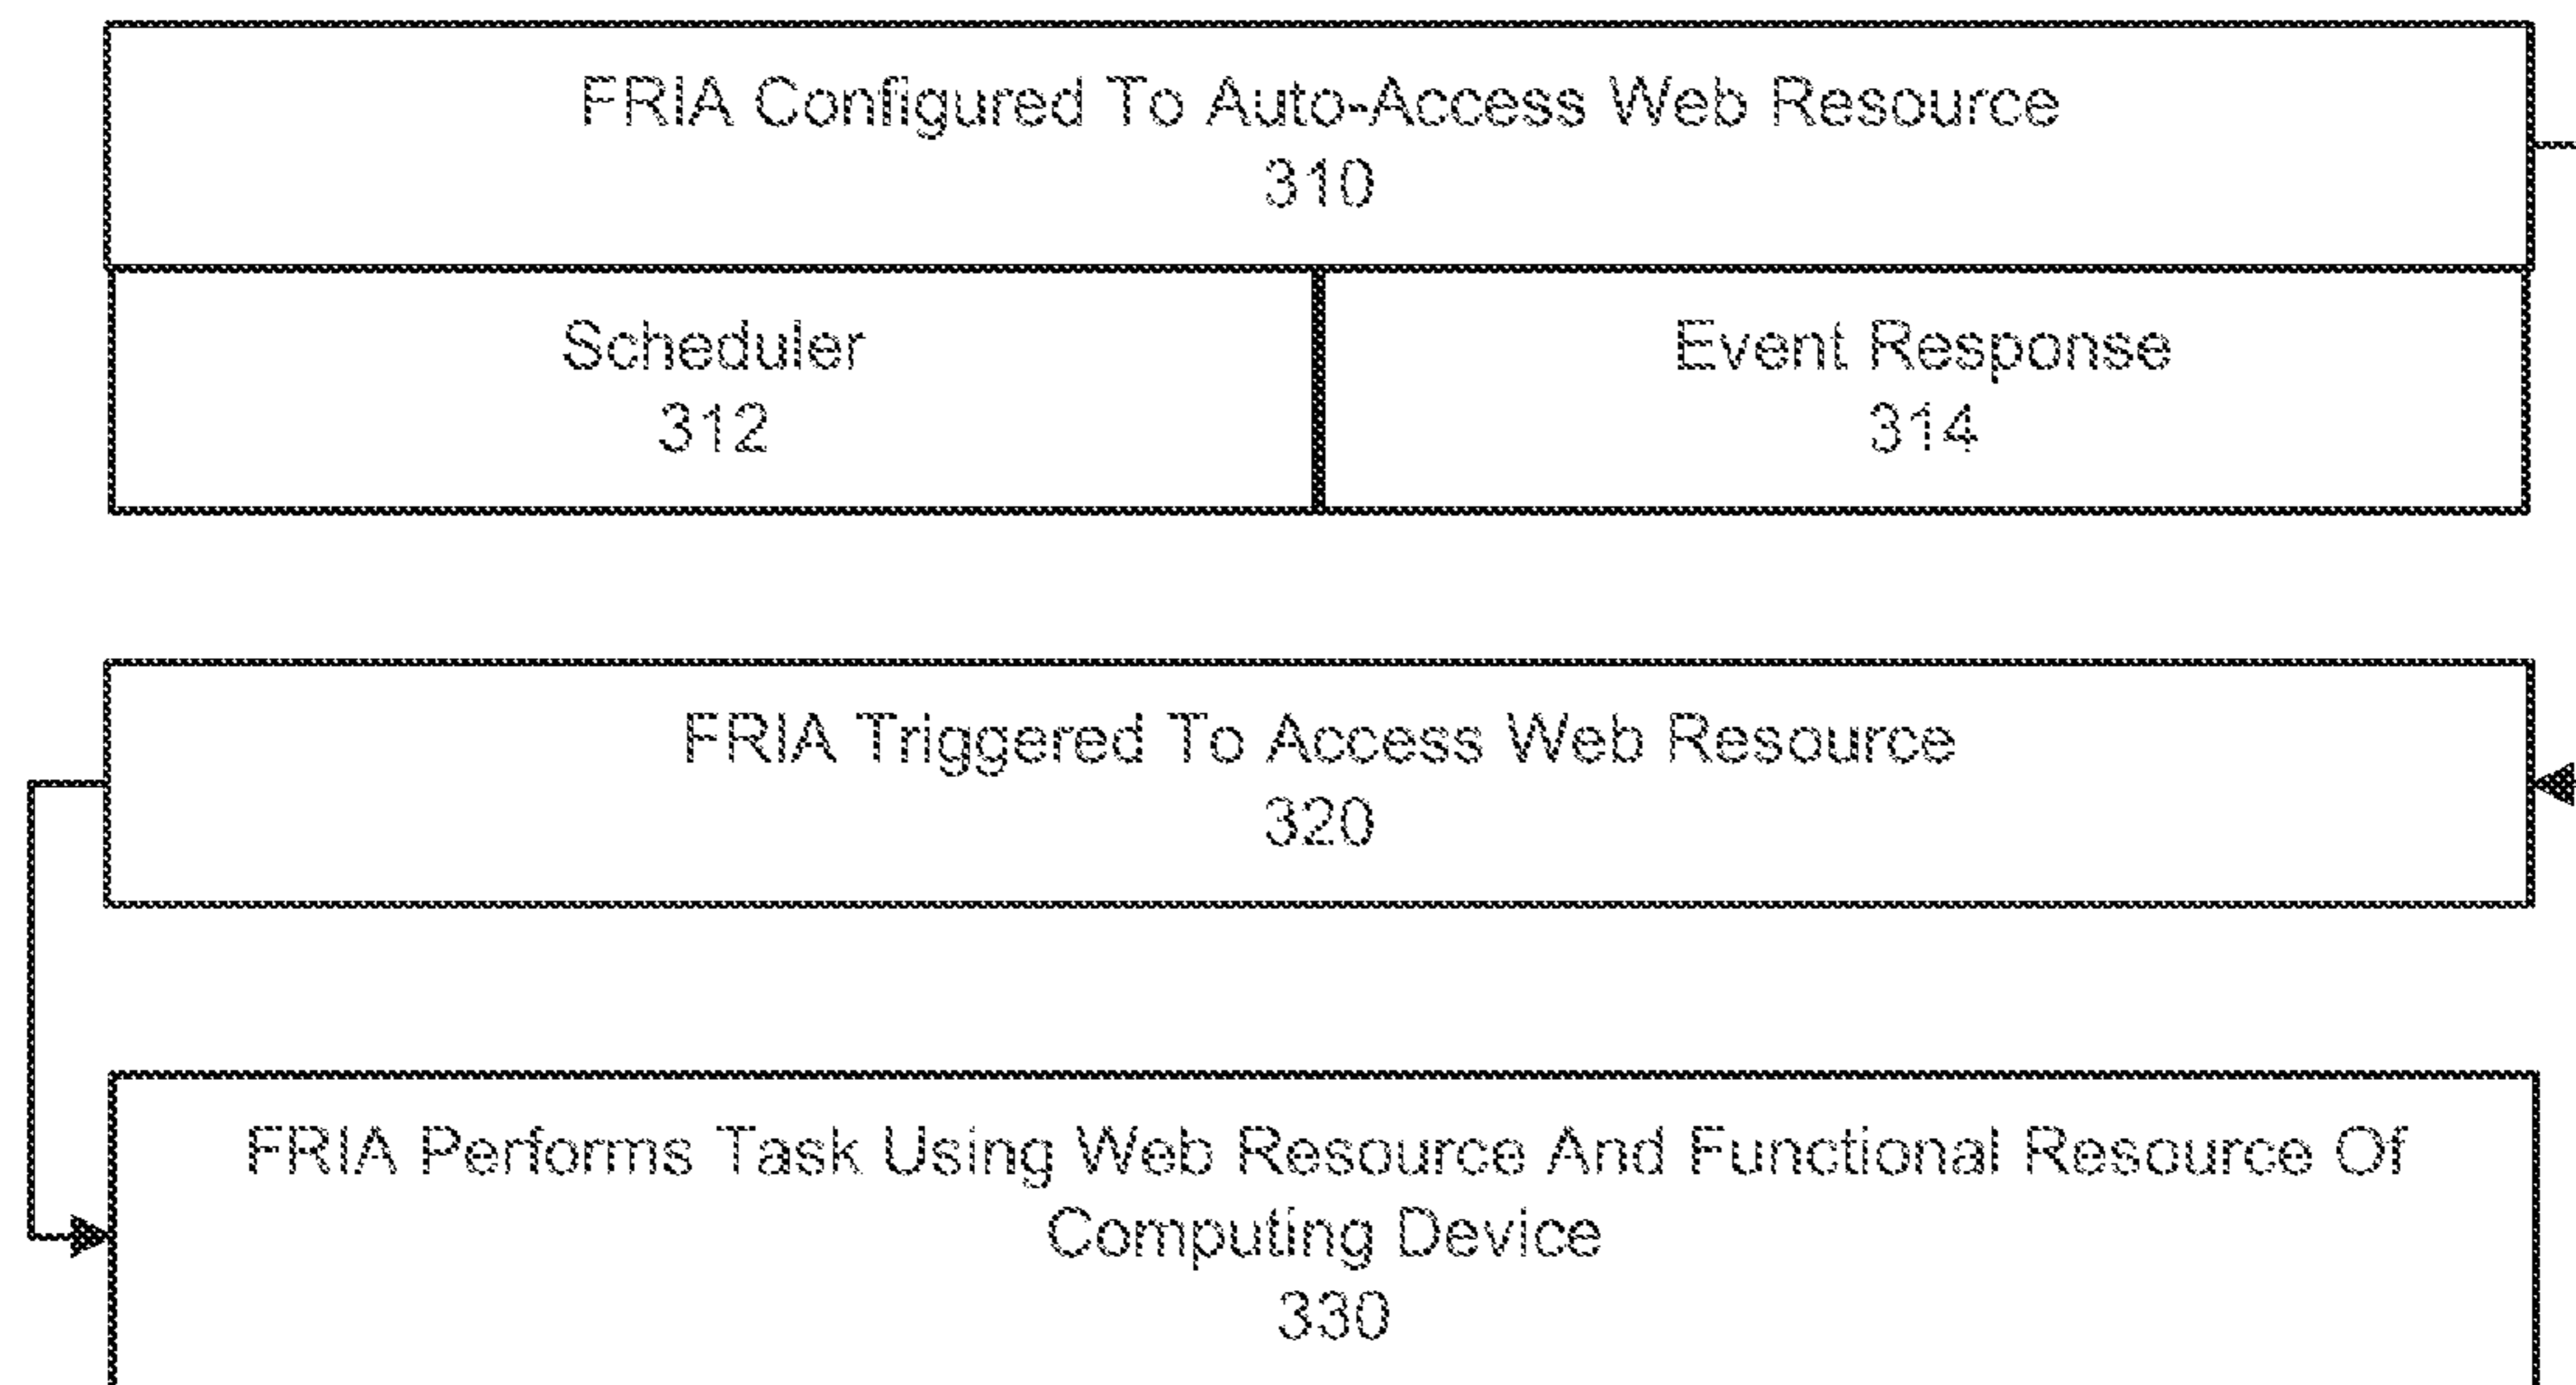 FRIA Configured To Auto-Access Web Resource
310
Scheduler
312
Event Response
314
FRIA Triggered To Access Web Resource
320
FRIA Performs Task Using Web Resource And Functional Resource Of
Computing Device
330